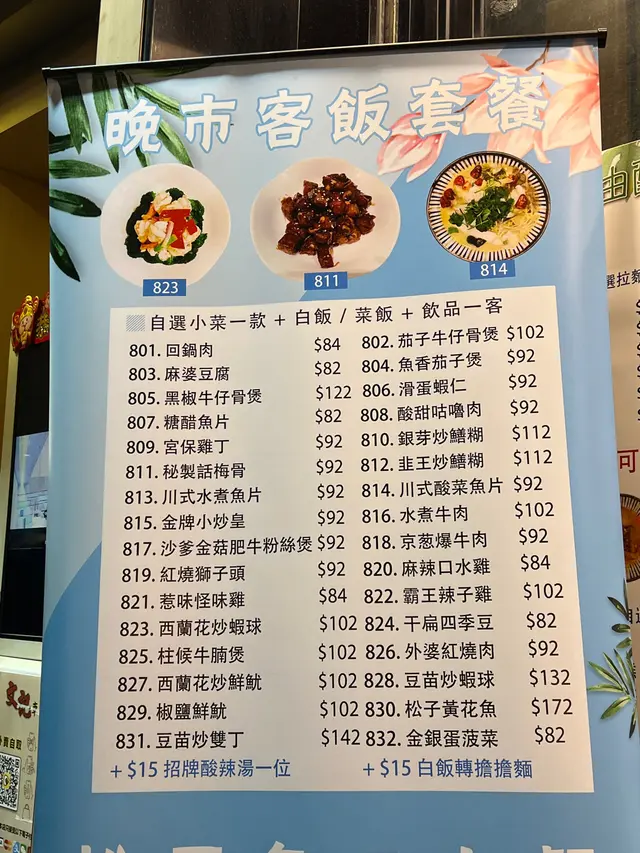 晚市客飯套餐
823
811
814
自選小菜一款 + 白飯 / 菜飯 + 飲品一客
801. 回鍋肉 $84
802. 茄子牛仔骨煲 $102
803. 麻婆豆腐 $82
804. 魚香茄子煲 $92
805. 黑椒牛仔骨煲 $122
806. 滑蛋蝦仁 $92
807. 糖醋魚片 $82
808. 酸甜咕嚕肉 $92
809. 宮保雞丁 $92
810. 銀芽炒鱔糊 $112
811. 秘製話梅骨 $92
812. 韭王炒鱔糊 $112
813. 川式水煮魚片 $92
814. 川式酸菜魚片 $92
815. 金牌小炒皇 $92
816. 水煮牛肉 $102
817. 沙爹金菇肥牛粉絲煲 $92
818. 京葱爆牛肉 $92
819. 紅燒獅子頭 $92
820. 麻辣口水雞 $84
821. 惹味怪味雞 $84
822. 霸王辣子雞 $102
823. 西蘭花炒蝦球 $102
824. 干扁四季豆 $82
825. 柱候牛腩煲 $102
826. 外婆紅燒肉 $92
827. 西蘭花炒鮮魷 $102
828. 豆苗炒蝦球 $132
829. 椒鹽鮮魷 $102
830. 松子黃花魚 $172
831. 豆苗炒雙丁 $142
832. 金銀蛋菠菜 $82
+ $15 招牌酸辣湯一位
+ $15 白飯轉擔擔麵
選拉麵
可